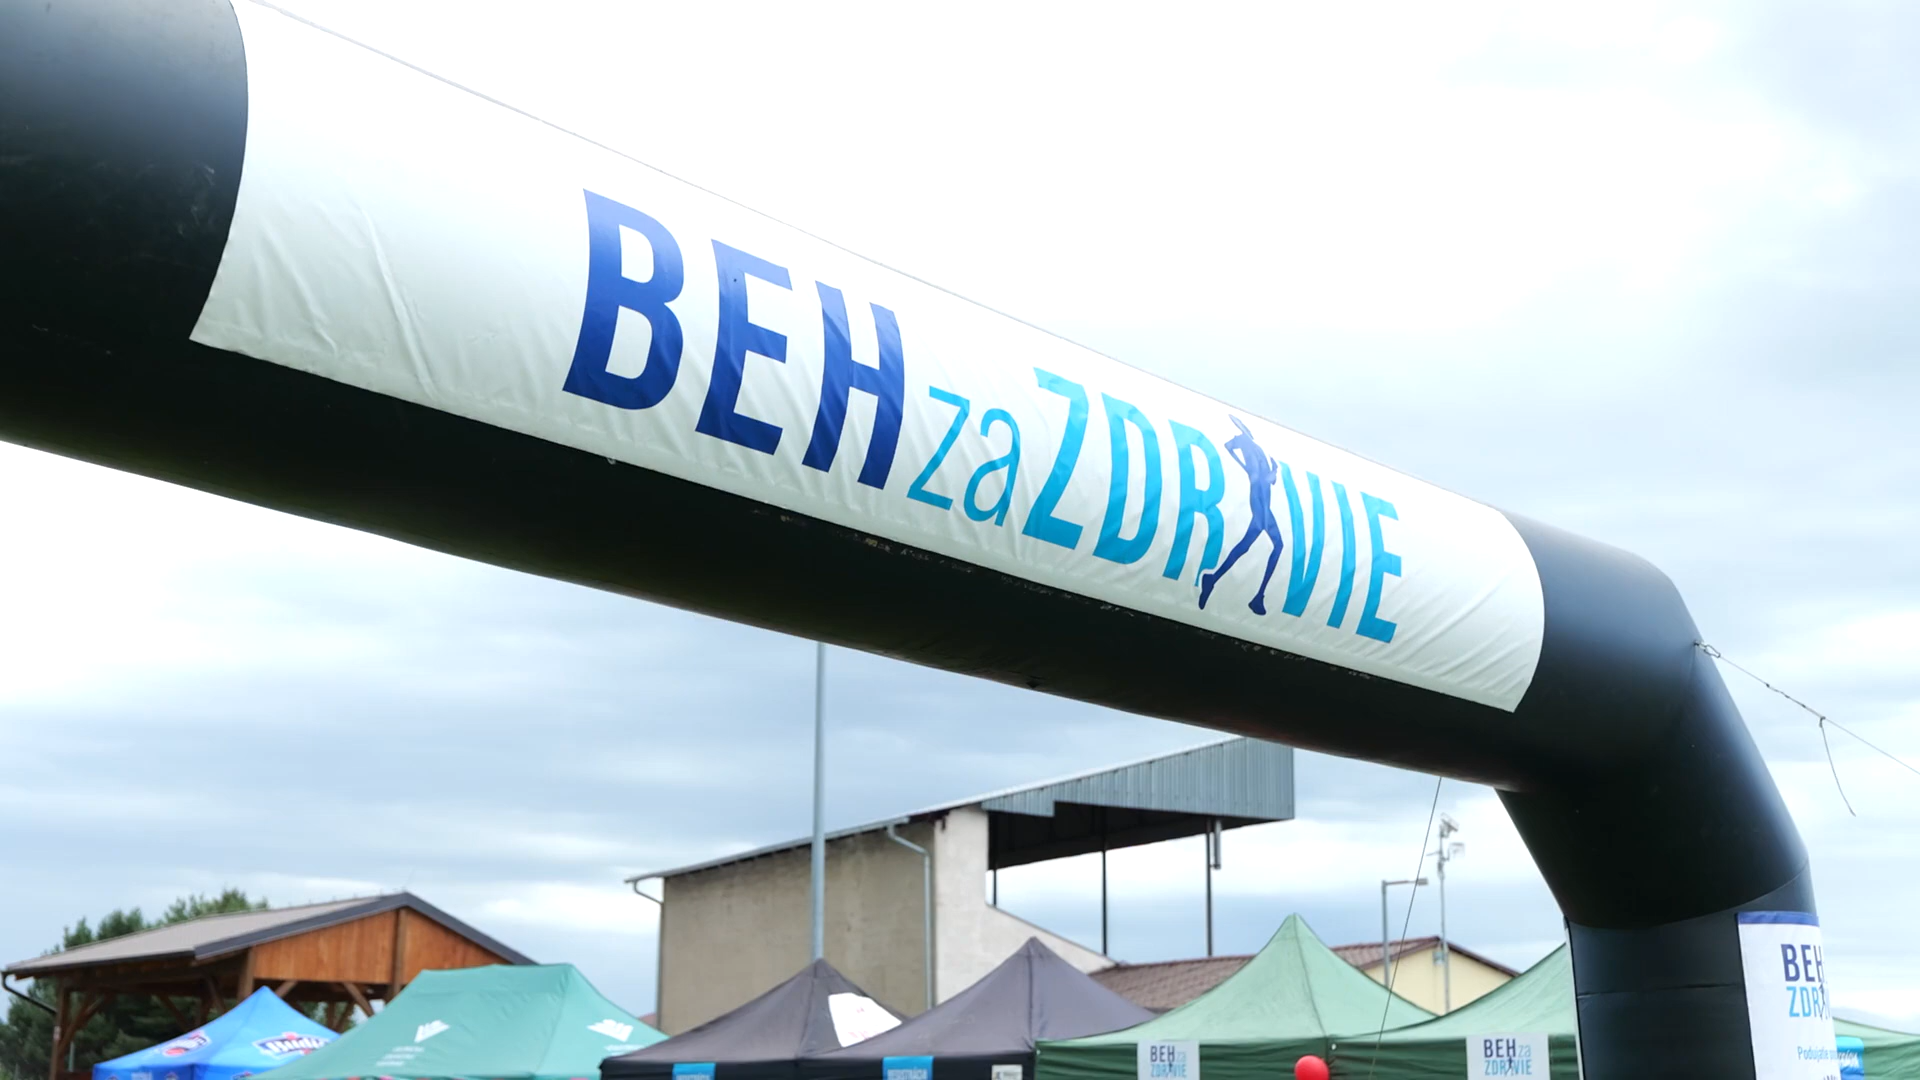 BEH za ZDRAVIE
BEH za
ZDRAVIE
BEH za
ZDRAVIE
BEH
ZDR